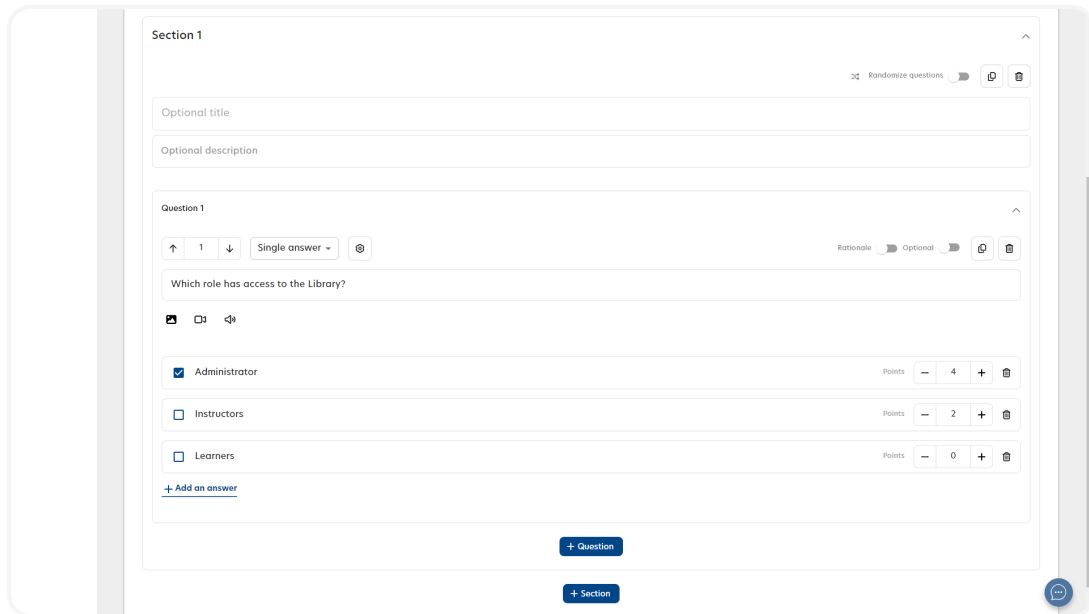 Section 1
Randomize questions
Optional title
Optional description
Question 1
1
Single answer
Rationale
Optional
Which role has access to the Library?
Administrator
Points
4
Instructors
Points
2
Learners
Points
0
+ Add an answer
+ Question
+ Section